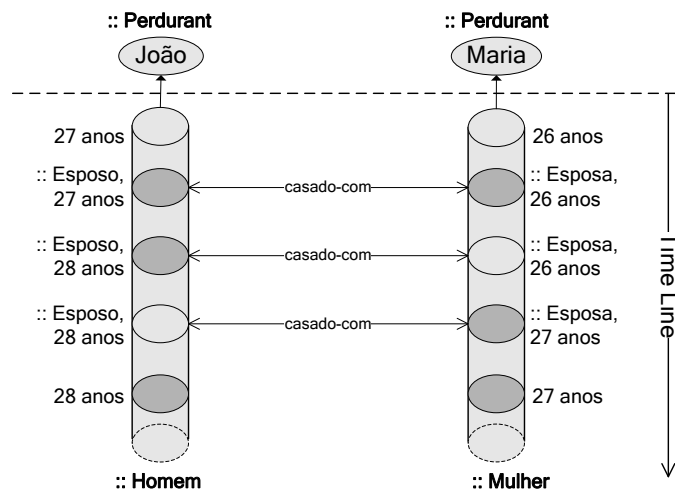 :: Perdurant
:: Perdurant
João
Maria
27 anos
26 anos
:: Esposo,
27 anos
casado-com
:: Esposa,
26 anos
:: Esposo,
28 anos
casado-com
:: Esposa,
26 anos
:: Esposo,
28 anos
casado-com
:: Esposa,
27 anos
28 anos
27 anos
Time Line
:: Homem
:: Mulher